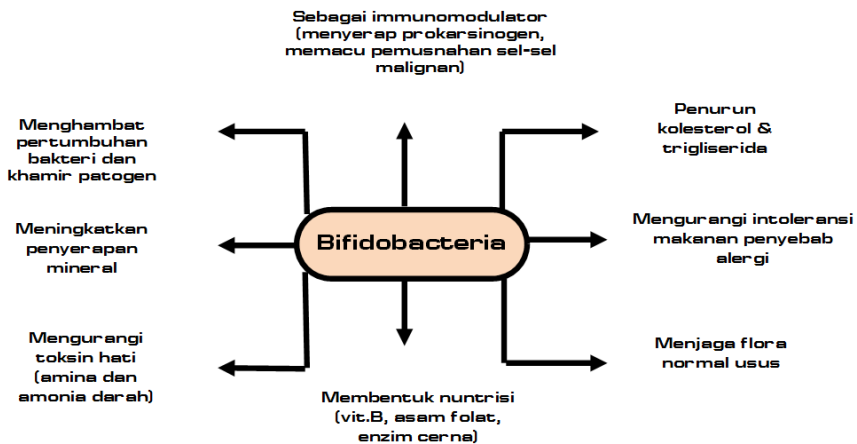 Sebagai immunomodulator
(menyerap prokarsinogen,
memacu pemusnahan sel-sel
malignan)
Menghambat
pertumbuhan
bakteri dan
khamir patogen
Penurun
kolesterol &
trigliserida
Meningkatkan
penyerapan
mineral
Bifidobacteria
Mengurangi intoleransi
makanan penyebab
alergi
Mengurangi
toksin hati
(amina dan
amonia darah)
Membentuk nuntrisi
(vit.B, asam folat,
enzim cerna)
Menjaga flora
normal usus